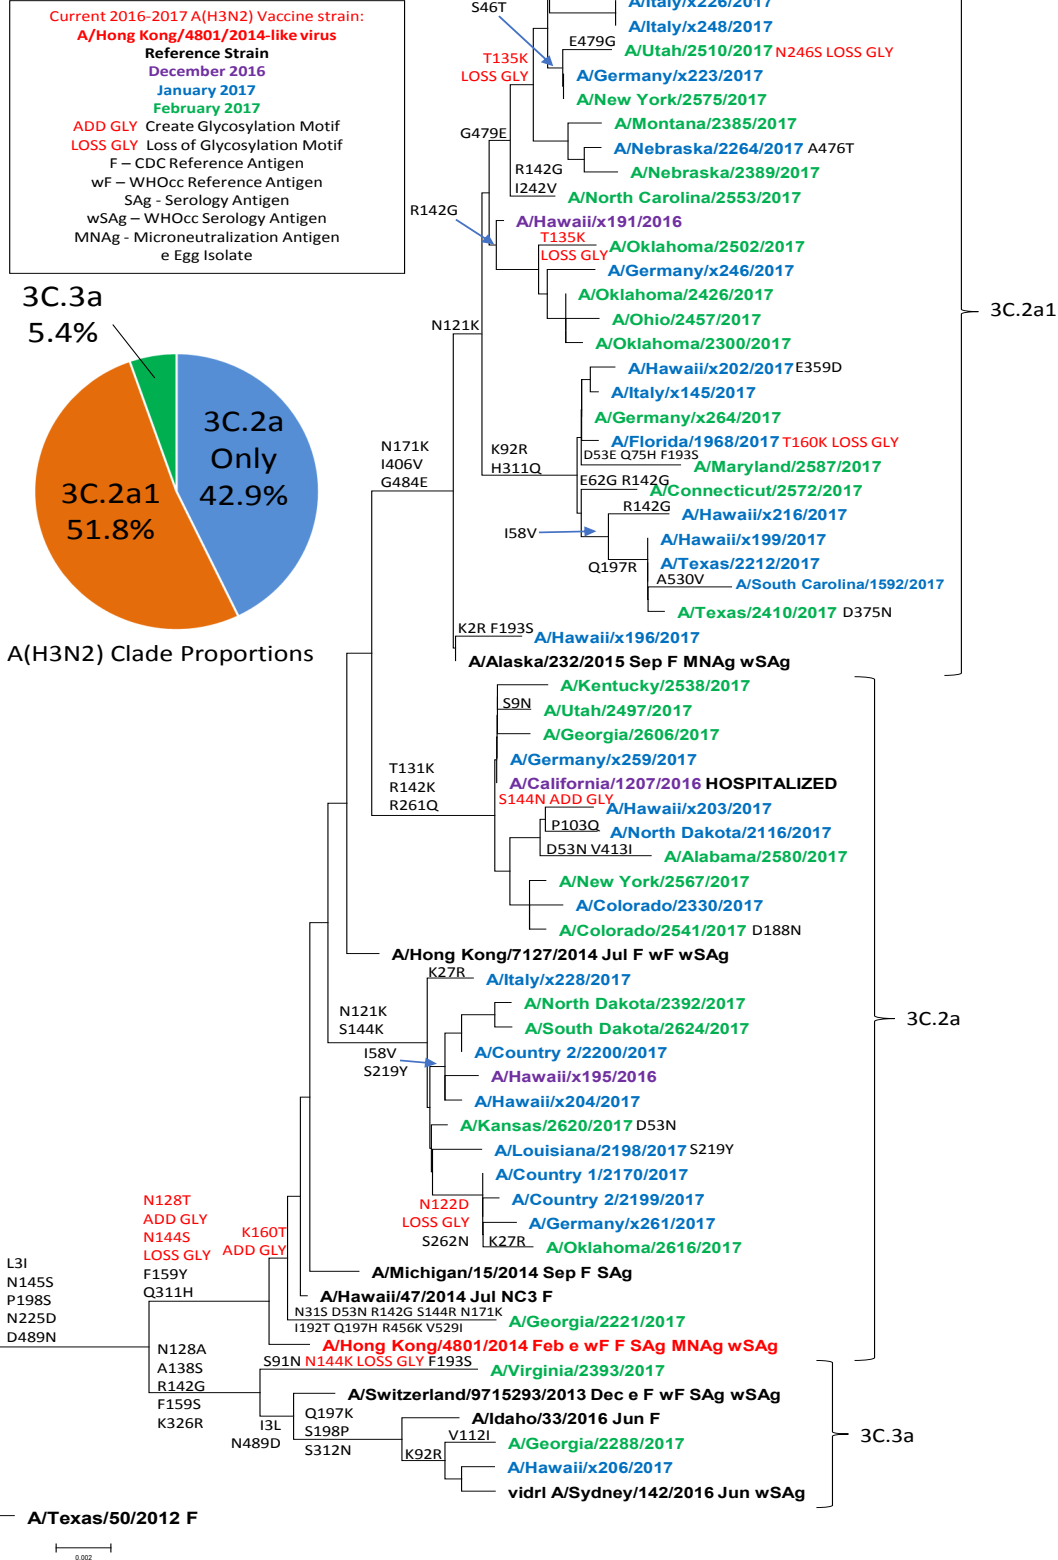 Current 2016-2017 A(H3N2) Vaccine strain:
A/Hong Kong/4801/2014-like virus
Reference Strain
December 2016
January 2017
February 2017
ADD GLY Create Glycosylation Motif
LOSS GLY Loss of Glycosylation Motif
F – CDC Reference Antigen
wF – WHOcc Reference Antigen
SAg - Serology Antigen
wSAg – WHOcc Serology Antigen
MNAg - Microneutralization Antigen
e Egg Isolate
3C.3a
5.4%
3C.2a
Only
42.9%
3C.2a1
51.8%
A(H3N2) Clade Proportions
A/Italy/x226/2017
S46T
A/Italy/x248/2017
E479G
A/Utah/2510/2017 N246S LOSS GLY
T135K
LOSS GLY
A/Germany/x223/2017
A/New York/2575/2017
A/Montana/2385/2017
G479E
A/Nebraska/2264/2017 A476T
A/Nebraska/2389/2017
R142G
I242V
A/North Carolina/2553/2017
R142G
A/Hawaii/x191/2016
T135K
LOSS GLY
A/Oklahoma/2502/2017
A/Germany/x246/2017
A/Oklahoma/2426/2017
3C.2a1
A/Ohio/2457/2017
N121K
A/Oklahoma/2300/2017
A/Hawaii/x202/2017 E359D
A/Italy/x145/2017
A/Germany/x264/2017
A/Florida/1968/2017 T160K LOSS GLY
N171K
I406V
G484E
K92R
H311Q
D53E Q75H F193S
A/Maryland/2587/2017
E62G R142G
A/Connecticut/2572/2017
R142G
A/Hawaii/x216/2017
I58V
A/Hawaii/x199/2017
Q197R
A/Texas/2212/2017
A530V
A/South Carolina/1592/2017
A/Texas/2410/2017 D375N
K2R F193S
A/Hawaii/x196/2017
A/Alaska/232/2015 Sep F MNAg wSAg
A/Kentucky/2538/2017
S9N
A/Utah/2497/2017
A/Georgia/2606/2017
A/Germany/x259/2017
T131K
R142K
R261Q
A/California/1207/2016 HOSPITALIZED
S144N ADD GLY
A/Hawaii/x203/2017
P103Q
A/North Dakota/2116/2017
D53N V413I
A/Alabama/2580/2017
A/New York/2567/2017
A/Colorado/2330/2017
A/Colorado/2541/2017 D188N
A/Hong Kong/7127/2014 Jul F wF wSAg
K27R
A/Italy/x228/2017
N121K
S144K
A/North Dakota/2392/2017
3C.2a
A/South Dakota/2624/2017
I58V
S219Y
A/Country 2/2200/2017
A/Hawaii/x195/2016
A/Hawaii/x204/2017
A/Kansas/2620/2017 D53N
A/Louisiana/2198/2017 S219Y
A/Country 1/2170/2017
A/Country 2/2199/2017
N122D
LOSS GLY
S262N
A/Germany/x261/2017
K27R
A/Oklahoma/2616/2017
N128T
ADD GLY
N144S
LOSS GLY
F159Y
Q311H
K160T
ADD GLY
A/Michigan/15/2014 Sep F SAg
A/Hawaii/47/2014 Jul NC3 F
L3I
N145S
P198S
N225D
D489N
N31S D53N R142G S144R N171K
I192T Q197H R456K V529I
A/Georgia/2221/2017
A/Hong Kong/4801/2014 Feb e wF F SAg MNAg wSAg
N128A
A138S
R142G
F159S
K326R
S91N N144K LOSS GLY F193S
A/Virginia/2393/2017
A/Switzerland/9715293/2013 Dec e F wF SAg wSAg
I3L
N489D
Q197K
S198P
S312N
A/Idaho/33/2016 Jun F
V112I
3C.3a
A/Georgia/2288/2017
K92R
A/Hawaii/x206/2017
vidrl A/Sydney/142/2016 Jun wSAg
A/Texas/50/2012 F
0.002